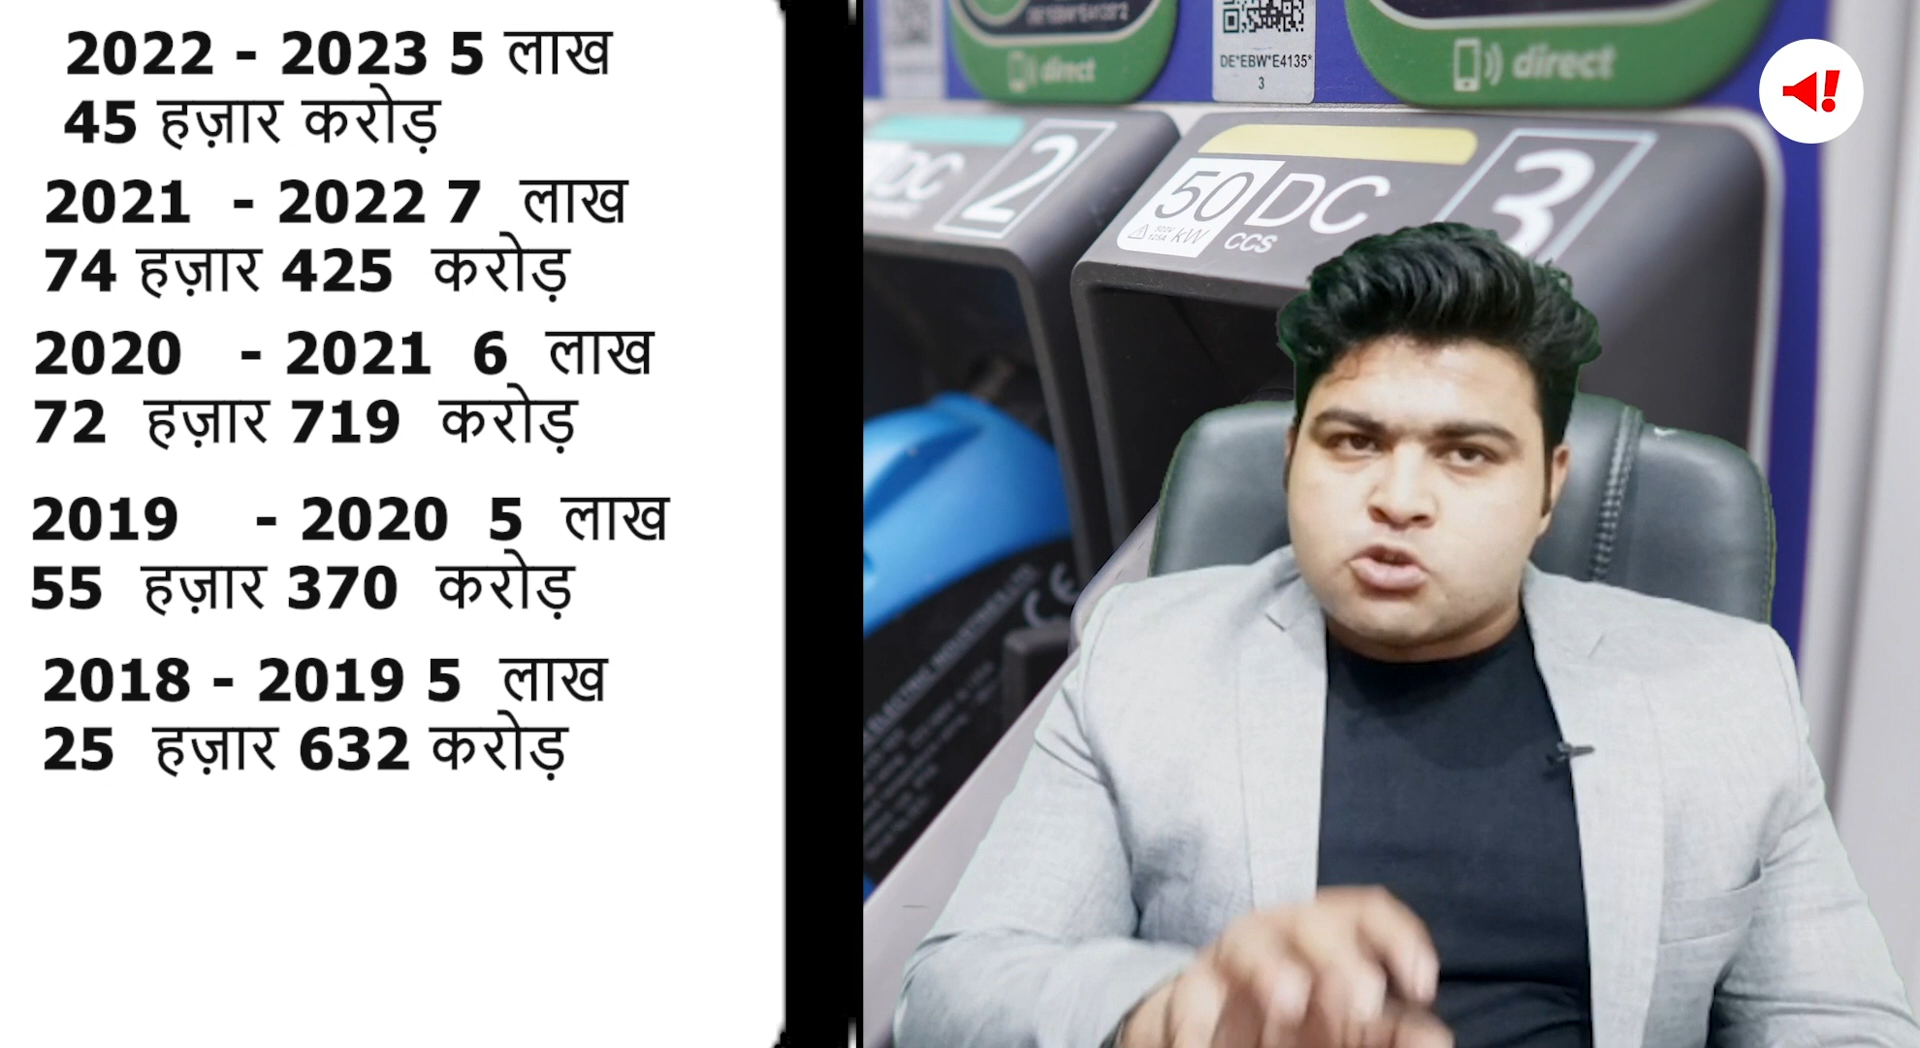 2022 - 2023 5 लाख
45 हज़ार करोड़
2021 - 2022 7 लाख
74 हज़ार 425 करोड़
2020 - 2021 6 लाख
72 हज़ार 719 करोड़
2019 - 2020 5 लाख
55 हज़ार 370 करोड़
2018 - 2019 5 लाख
25 हज़ार 632 करोड़
direct
DE*EBW*E4135*
3
direct
DC 2
50 kW DC CCS 3
CE